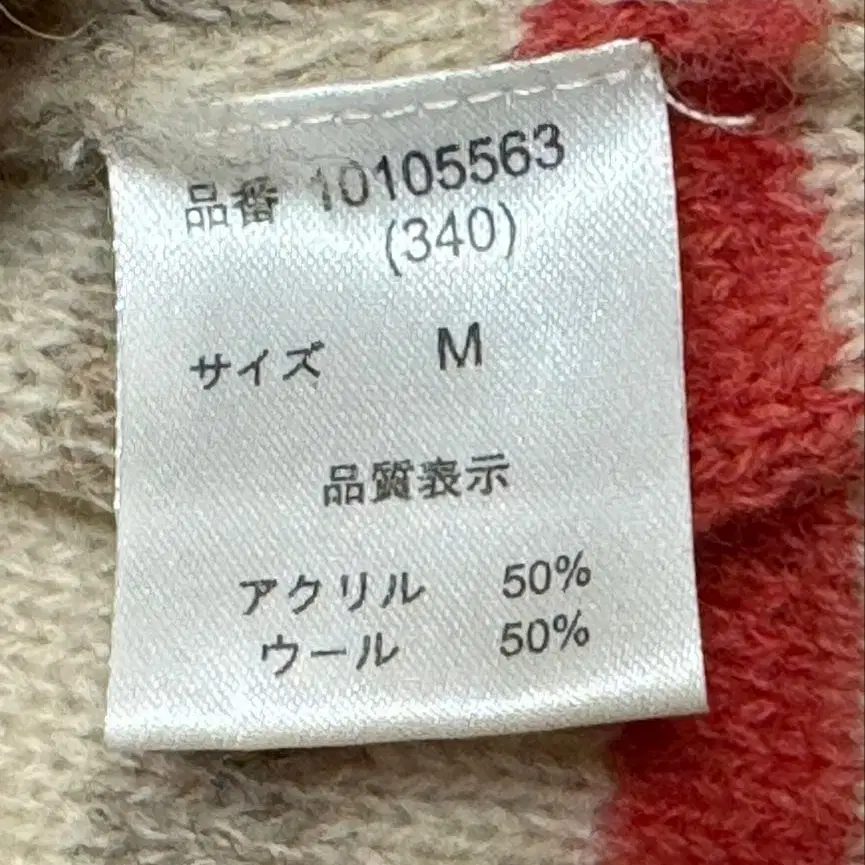 品番 10105563
(340)
サイズ M
品質表示
アクリル 50%
ウール 50%